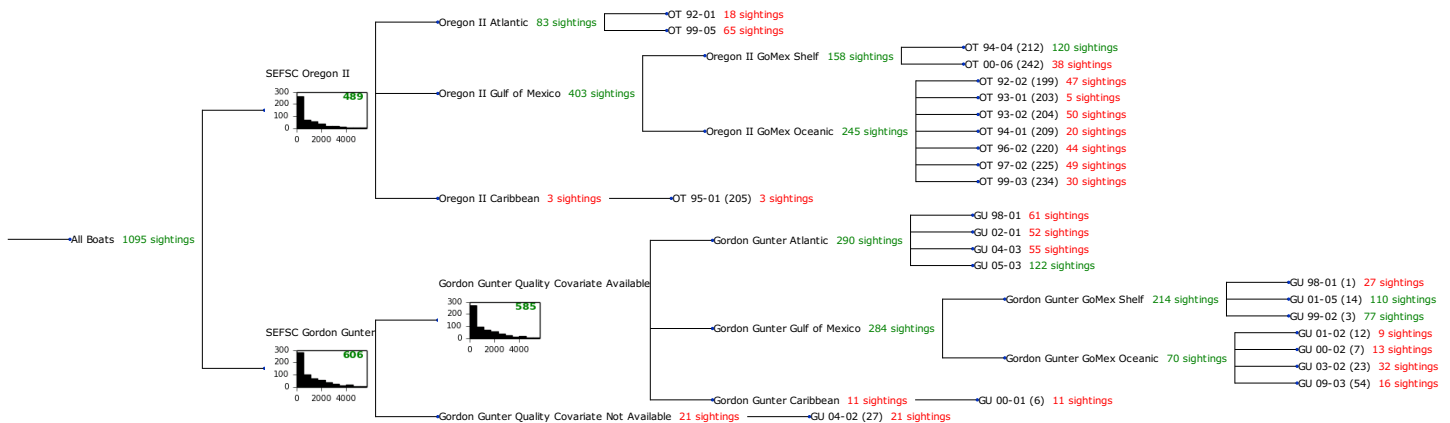 All Boats 1095 sightings
SEFSC Oregon II
489
300
200
100
0
2000 4000
Oregon II Atlantic 83 sightings
OT 92-01 18 sightings
OT 99-05 65 sightings
Oregon II Gulf of Mexico 403 sightings
Oregon II GoMex Shelf 158 sightings
OT 94-04 (212) 120 sightings
OT 00-06 (242) 38 sightings
Oregon II GoMex Oceanic 245 sightings
OT 92-02 (199) 47 sightings
OT 93-01 (203) 5 sightings
OT 93-02 (204) 50 sightings
OT 94-01 (209) 20 sightings
OT 96-02 (220) 44 sightings
OT 97-02 (225) 49 sightings
OT 99-03 (234) 30 sightings
Oregon II Caribbean 3 sightings
OT 95-01 (205) 3 sightings
SEFSC Gordon Gunter
606
300
200
100
0
2000 4000
Gordon Gunter Quality Covariate Available
585
300
200
100
0
2000 4000
Gordon Gunter Atlantic 290 sightings
GU 98-01 61 sightings
GU 02-01 52 sightings
GU 04-03 55 sightings
GU 05-03 122 sightings
Gordon Gunter Gulf of Mexico 284 sightings
Gordon Gunter GoMex Shelf 214 sightings
GU 98-01 (1) 27 sightings
GU 01-05 (14) 110 sightings
GU 99-02 (3) 77 sightings
Gordon Gunter GoMex Oceanic 70 sightings
GU 01-02 (12) 9 sightings
GU 00-02 (7) 13 sightings
GU 03-02 (23) 32 sightings
GU 09-03 (54) 16 sightings
Gordon Gunter Caribbean 11 sightings
GU 00-01 (6) 11 sightings
Gordon Gunter Quality Covariate Not Available 21 sightings
GU 04-02 (27) 21 sightings